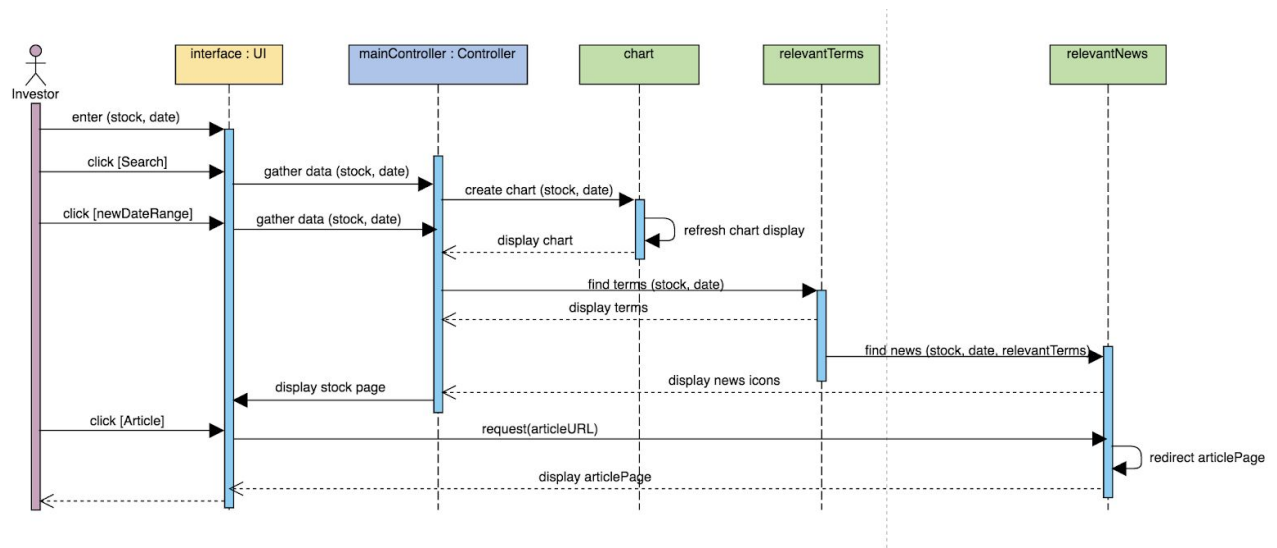 interface : UI
mainController : Controller
chart
relevantTerms
relevantNews
Investor
enter (stock, date)
click [Search]
gather data (stock, date)
create chart (stock, date)
click [newDateRange]
gather data (stock, date)
refresh chart display
display chart
find terms (stock, date)
display terms
find news (stock, date, relevantTerms)
display news icons
display stock page
click [Article]
request(articleURL)
redirect articlePage
display articlePage